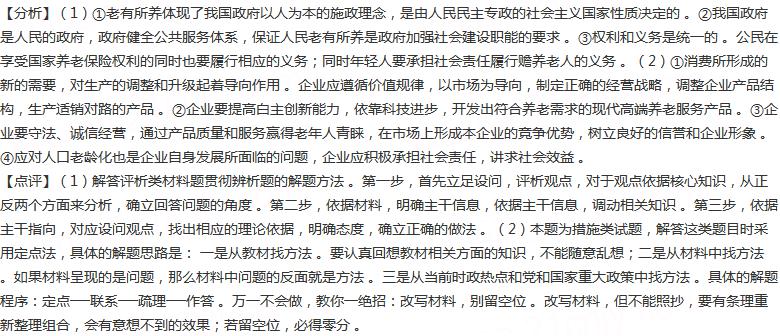 【分析】（1）①老有所养体现了我国政府以人为本的施政理念，是由人民民主专政的社会主义国家性质决定的 。②我国政府
是人民的政府，政府健全公共服务体系，保证人民老有所养是政府加强社会建设职能的要求 。③权利和义务是统一的 。公民在
享受国家养老保险权利的同时也要履行相应的义务；同时年轻人要承担社会责任履行赡养老人的义务 。（2）①消费所形成的
新的需要，对生产的调整和升级起着导向作用 。企业应遵循价值规律，以市场为导向，制定正确的经营战略，调整企业产品结
构，生产适销对路的产品 。②企业要提高白主创新能力，依靠科技进步，开发出符合养老需求的现代高端养老服务产品 。③企
业要守法、诚信经营，通过产品质量和服务赢得老年人青睐，在市场上形成本企业的竞争优势，树立良好的信誉和企业形象 。
④应对人口老龄化也是企业自身发展所面临的问题，企业应积极承担社会责任，讲求社会效益 。
【点评】（1）解答评析类材料题贯彻辨析题的解题方法 。第一步，首先立足设问，评析观点，对于观点依据核心知识，从正
反两个方面来分析，确立回答问题的角度 。第二步，依据材料，明确主干信息，依据主干信息，调动相关知识 。第三步，依据
主干指向，对应设问观点，找出相应的理论依据，明确态度，确立正确的做法 。（2）本题为措施类试题，解答这类题目时采
用定点法，具体的解题思路是： 一是从教材找方法 。要认真回想教材相关方面的知识，不能随意乱想；二是从材料中找方法
。如果材料呈现的是问题，那么材料中问题的反面就是方法 。三是从当前时政热点和党和国家重大政策中找方法 。具体的解题
程序：定点──联系──疏理──作答 。万一不会做，教你一绝招：改写材料，别留空位 。改写材料，但不能照抄，要有条理重
新整理组合，会有意想不到的效果；若留空位，必得零分 。